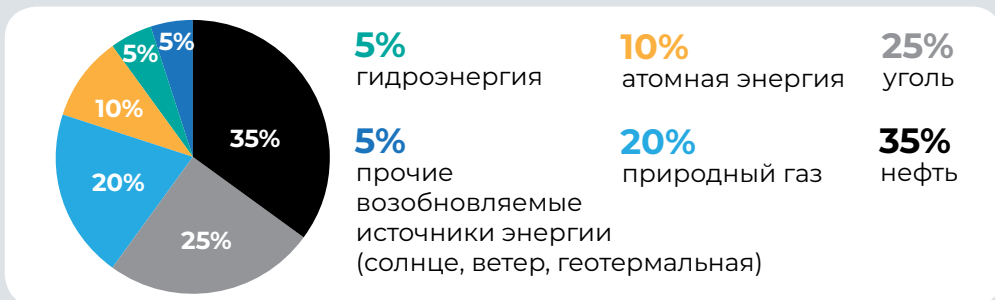 5%
5%
10%
20%
25%
35%
5%
гидроэнергия
10%
атомная энергия
25%
уголь
5%
прочие
возобновляемые
источники энергии
(солнце, ветер, геотермальная)
20%
природный газ
35%
нефть